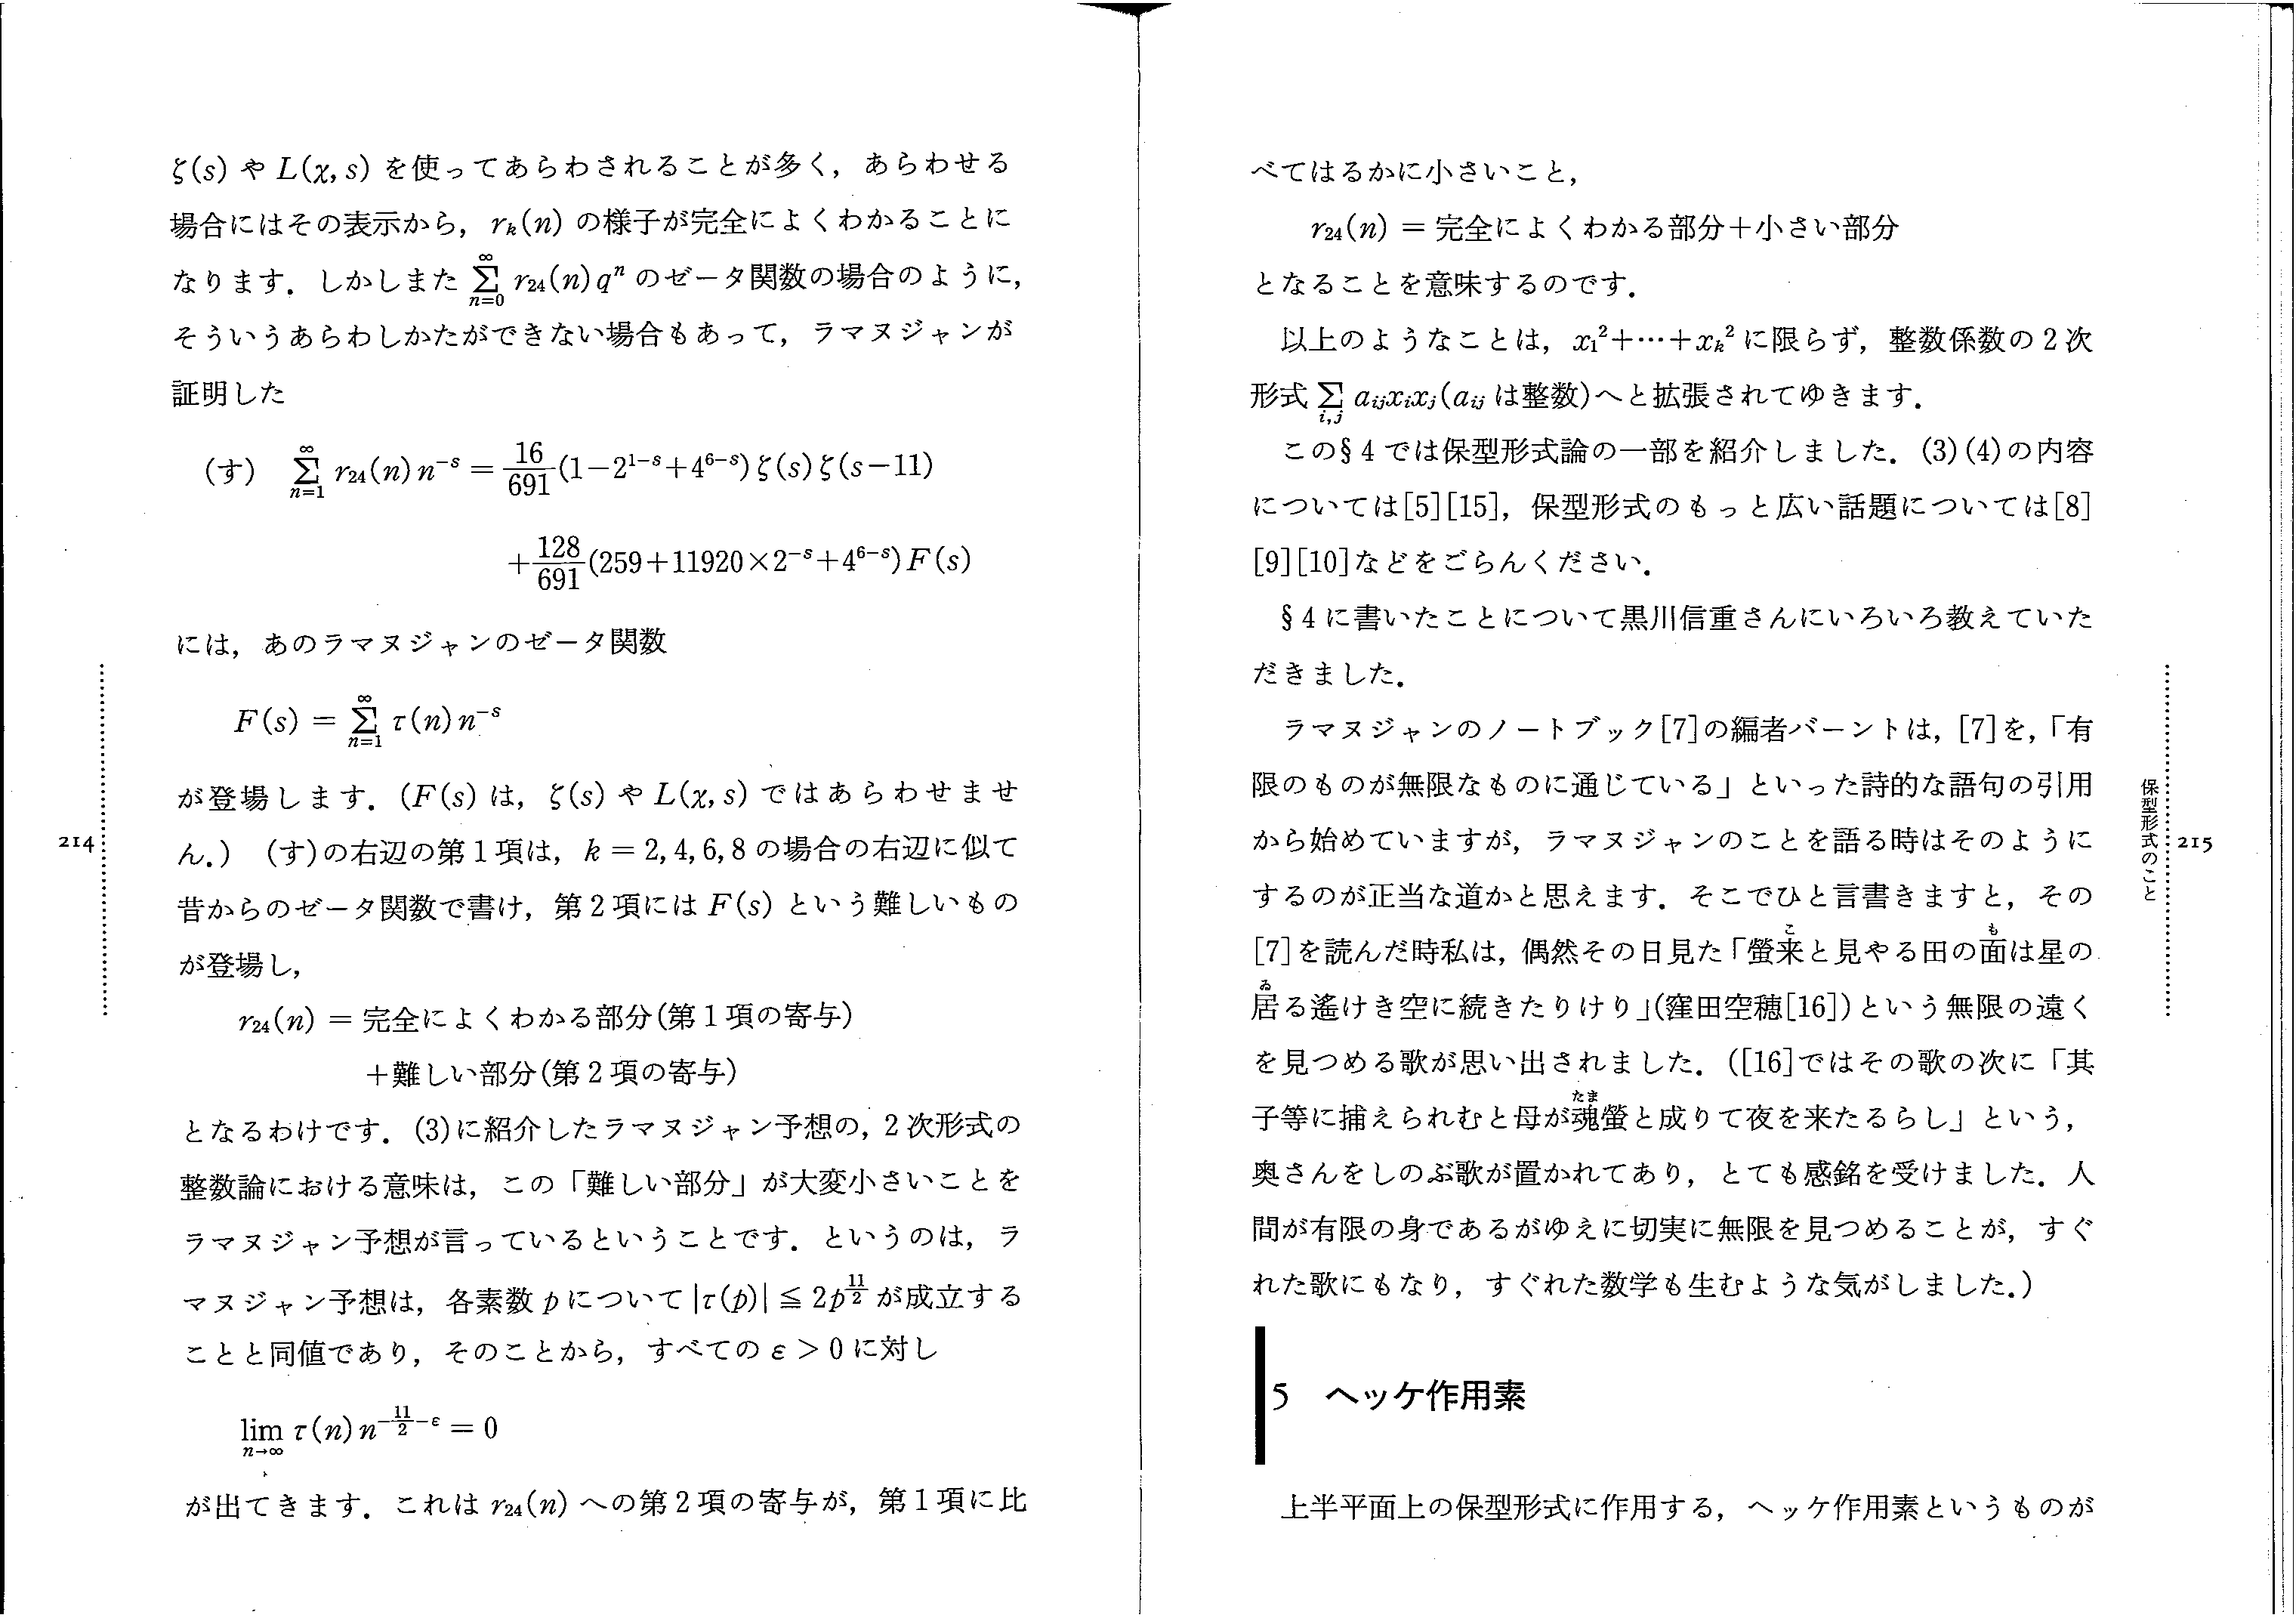 ζ(s) や L(χ, s) を使ってあらわされることが多く，あらわせる
場合にはその表示から，r_k(n) の様子が完全によくわかることに
なります．しかしまた ∑_{n=0}^{∞} r₂₄(n)qⁿ のゼータ関数の場合のように，
そういうあらわしかたができない場合もあって，ラマヌジャンが
証明した
(す)　∑_{n=1}^{∞} r₂₄(n)n^{-s} = \frac{16}{691}(1−2^{1−s}+4^{6−s})ζ(s)ζ(s−11)
+\frac{128}{691}(259+11920×2^{−s}+4^{6−s})F(s)
には，あのラマヌジャンのゼータ関数
F(s) = ∑_{n=1}^{∞} τ(n)n^{-s}
が登場します．(F(s) は，ζ(s) や L(χ, s) ではあらわせませ
ん．)　(す)の右辺の第1項は，k = 2, 4, 6, 8 の場合の右辺に似て
昔からのゼータ関数で書け，第2項には F(s) という難しいもの
が登場し，
r₂₄(n) = 完全によくわかる部分(第1項の寄与)
＋難しい部分(第2項の寄与)
となるわけです．(3)に紹介したラマヌジャン予想の，2次形式の
整数論における意味は，この「難しい部分」が大変小さいことを
ラマヌジャン予想が言っているということです．というのは，ラ
マヌジャン予想は，各素数 p について |τ(p)| ≦ 2p^{\frac{11}{2}} が成立する
ことと同値であり，そのことから，すべての ε > 0 に対し
lim_{n→∞} τ(n)n^{−\frac{11}{2}−ε} = 0
が出てきます．これは r₂₄(n) への第2項の寄与が，第1項に比
214
べてはるかに小さいこと，
r₂₄(n) = 完全によくわかる部分＋小さい部分
となることを意味するのです．
以上のようなことは，x₁²+⋯+x_k² に限らず，整数係数の2次
形式 ∑_{i,j} a_{ij}x_ix_j(a_{ij} は整数)へと拡張されてゆきます．
この§4では保型形式論の一部を紹介しました．(3)(4)の内容
については[5][15]，保型形式のもっと広い話題については[8]
[9][10]などをごらんください．
§4に書いたことについて黒川信重さんにいろいろ教えていた
だきました．
ラマヌジャンのノートブック[7]の編者バーントは，[7]を，「有
限のものが無限なものに通じている」といった詩的な語句の引用
から始めていますが，ラマヌジャンのことを語る時はそのように
するのが正当な道かと思えます．そこでひと言書きますと，その
[7]を読んだ時私は，偶然その日見た「螢来と見やる田の面は星の
居る遙けき空に続きたりけり」(窪田空穂[16])という無限の遠く
を見つめる歌が思い出されました．([16]ではその歌の次に「其
子等に捕えられむと母が魂螢と成りて夜を来たるらし」という，
奥さんをしのぶ歌が置かれてあり，とても感銘を受けました．人
間が有限の身であるがゆえに切実に無限を見つめることが，すぐ
れた歌にもなり，すぐれた数学も生むような気がしました．)
5　ヘッケ作用素
上半平面上の保型形式に作用する，ヘッケ作用素というものが
保型形式のこと
215